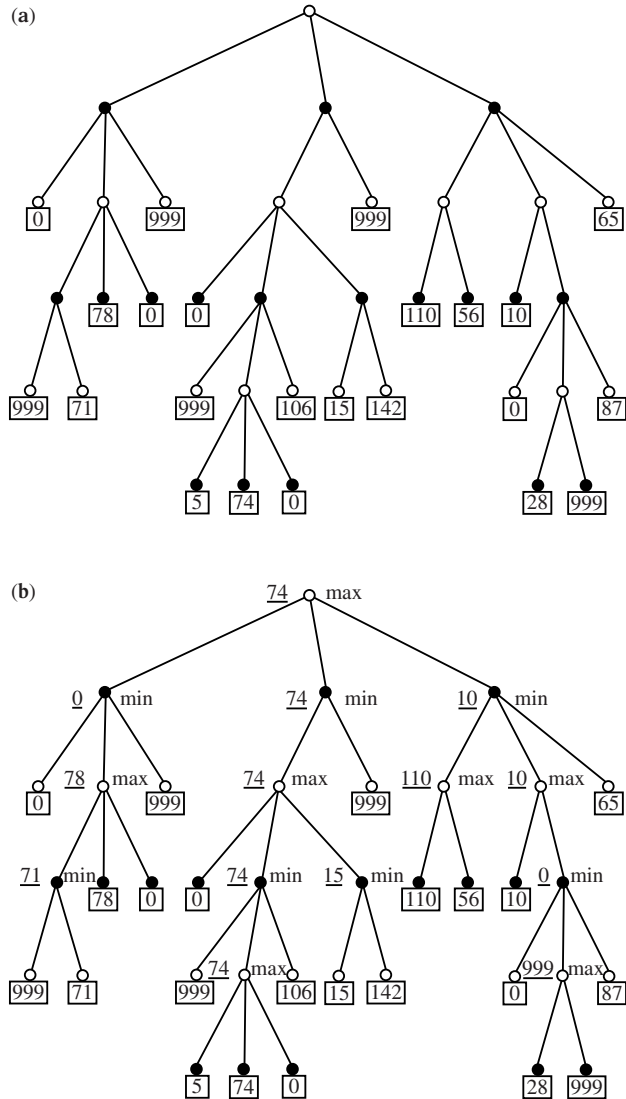 (a)
0 999 999 65
78 0 0 110 56 10
999 71 999 106 15 142 0 87
5 74 0 28 999
(b) 74 max
0 min 74 min 10 min
0 78 max 999 74 max 999 110 max 10 max 65
71 min 78 0 0 74 min 15 min 110 56 10 0 min
999 71 999 74 max 106 15 142 0 999 max 87
5 74 0 28 999